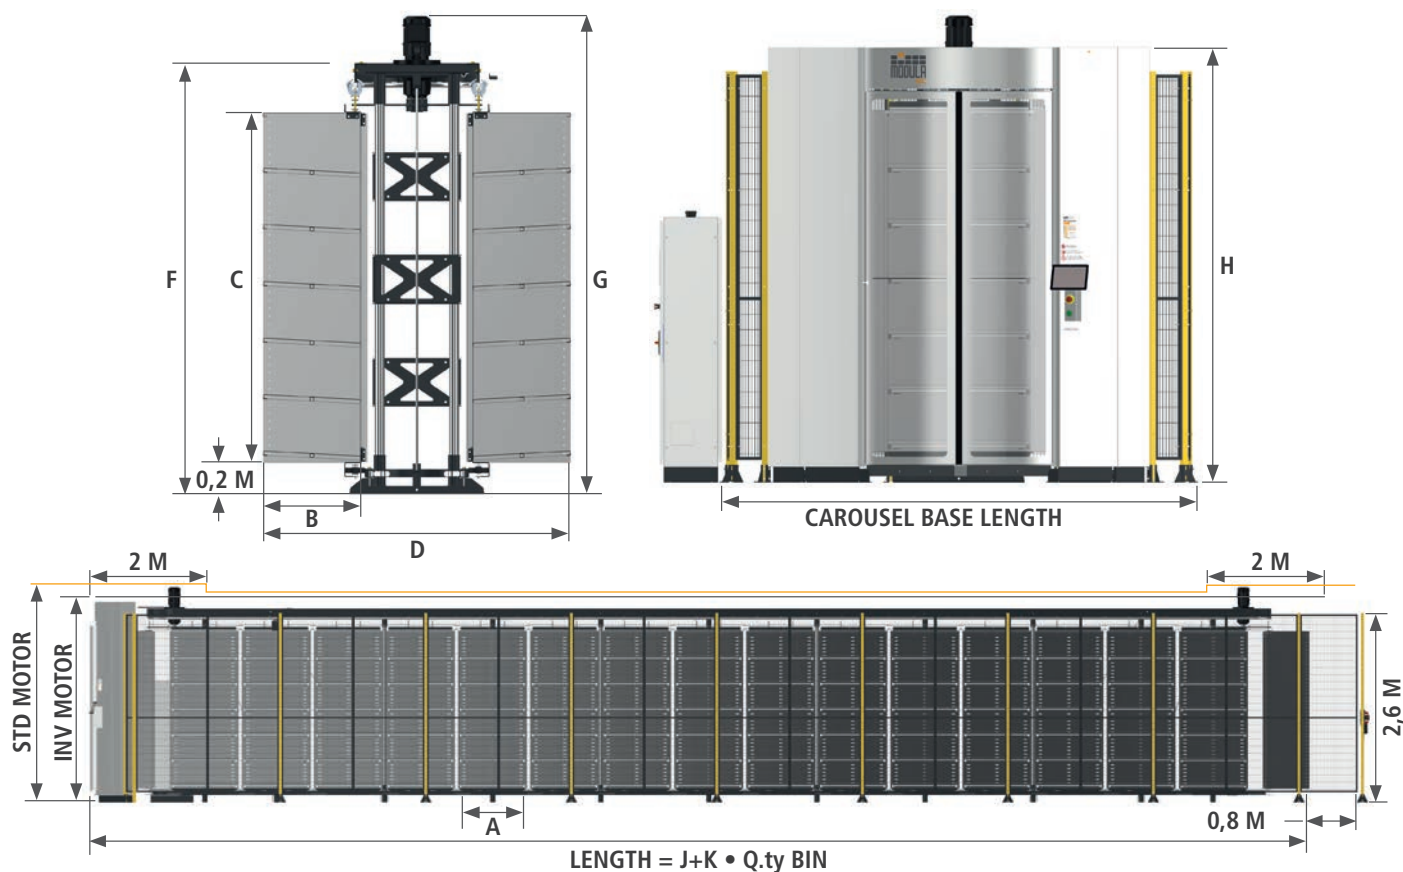 MODULA
F
C
G
H
0,2 M
B
D
CAROUSEL BASE LENGTH
2 M
2 M
STD MOTOR
INV MOTOR
2,6 M
A
0,8 M
LENGTH = J+K • Q.ty BIN